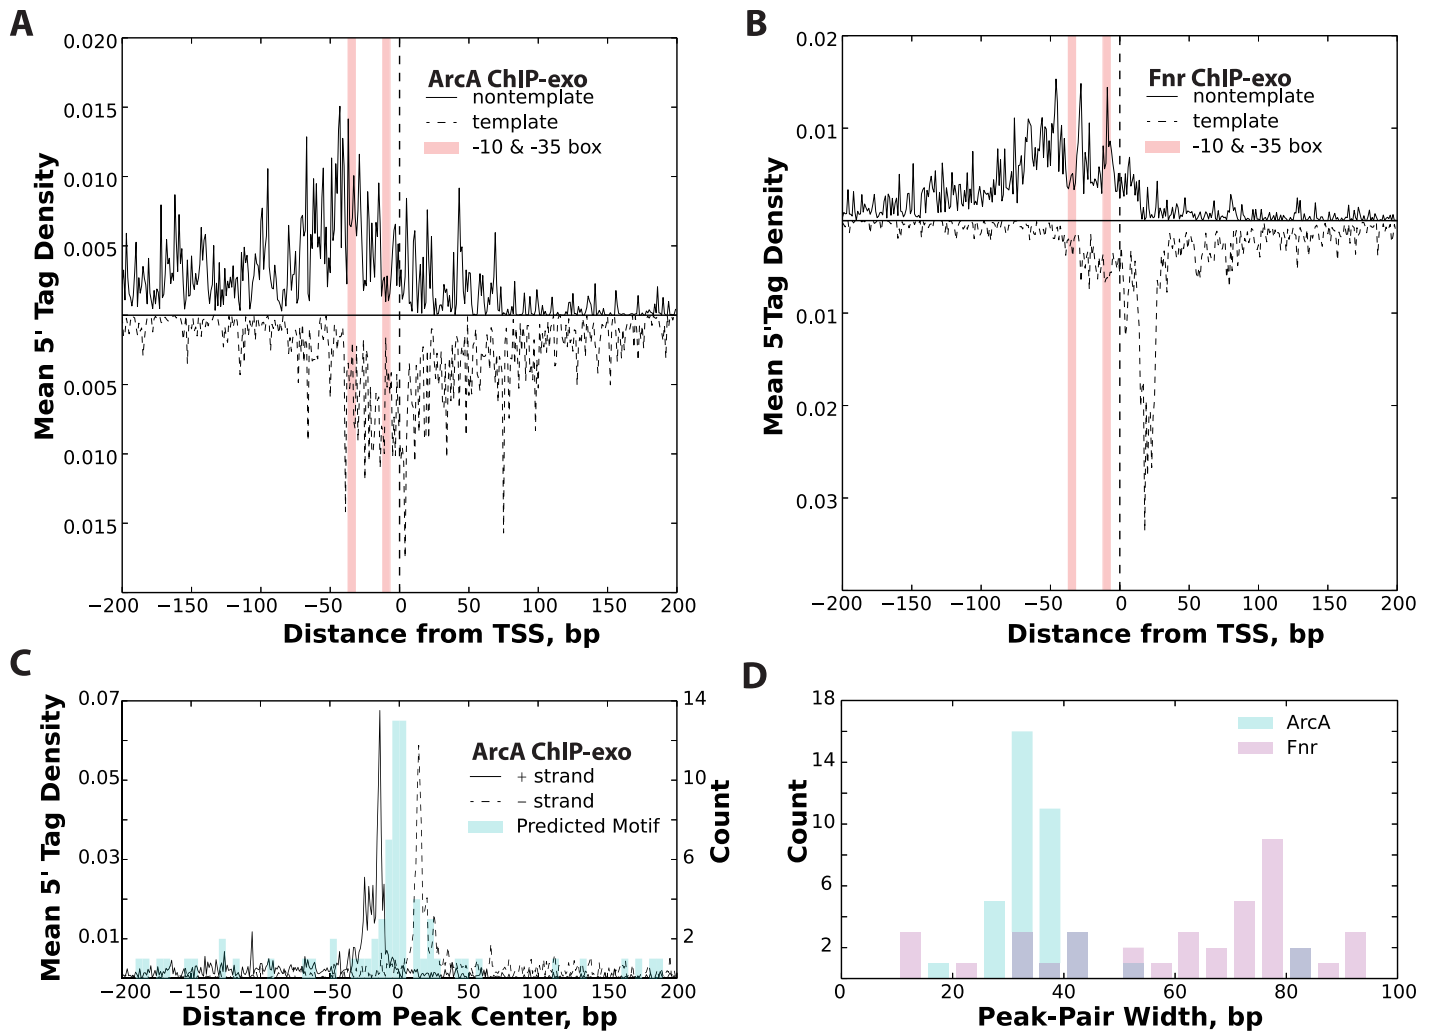 A
0.020
0.015
0.010
0.005
0.005
0.010
0.015
Mean 5' Tag Density
ArcA ChIP-exo
nontemplate
template
-10 & -35 box
−200 −150 −100 −50 0 50 100 150 200
Distance from TSS, bp
B
0.02
0.01
0.01
0.02
0.03
Mean 5'Tag Density
Fnr ChIP-exo
nontemplate
template
-10 & -35 box
−200 −150 −100 −50 0 50 100 150 200
Distance from TSS, bp
C
0.07
0.05
0.03
0.01
Mean 5' Tag Density
14
10
6
2
Count
ArcA ChIP-exo
+ strand
− strand
Predicted Motif
−200 −150 −100 −50 0 50 100 150 200
Distance from Peak Center, bp
D
18
14
10
6
2
Count
ArcA
Fnr
0 20 40 60 80 100
Peak-Pair Width, bp